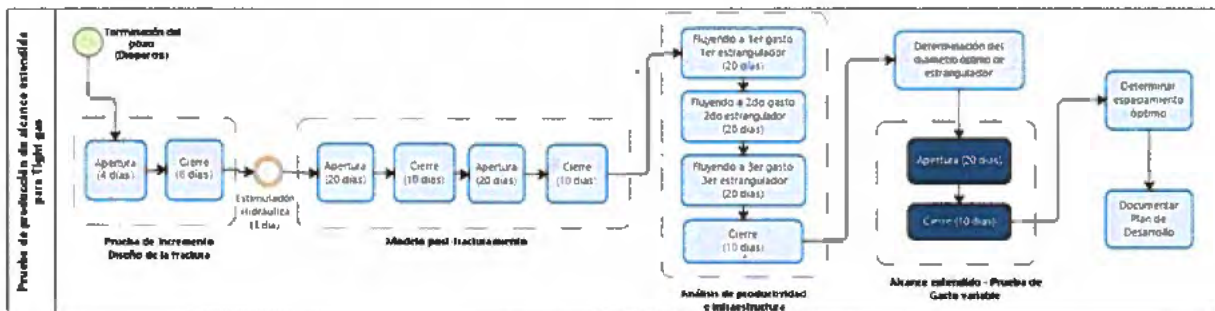 Prueba de producción de alcance extendida
para Tight gas
Terminación del
pozo
(Disparos)
Apertura
(4 días)
Cierre
(6 días)
Prueba de Incremento
Diseño de la fractura
Estimulación
Hidráuliza
(1 día)
Apertura
(20 días)
Cierre
(10 días)
Apertura
(20 días)
Cierre
(10 días)
Modelo post-fracturamiento
Fluyendo a 1er gasto
1er estrangulador
(20 días)
Fluyendo a 2do gasto
2do estrangulador
(20 días)
Fluyendo a 3er gasto
3er estrangulador
(20 días)
Cierre
(10 días)
Análisis de productividad
e infraestructura
Determinación del
diámetro óptimo de
estrangulador
Apertura (20 días)
Cierre (10 días)
Alcance extendido - Prueba de
Gasto variable
Determinar
espaciamiento
óptimo
Documentar
Plan de
Desarrollo